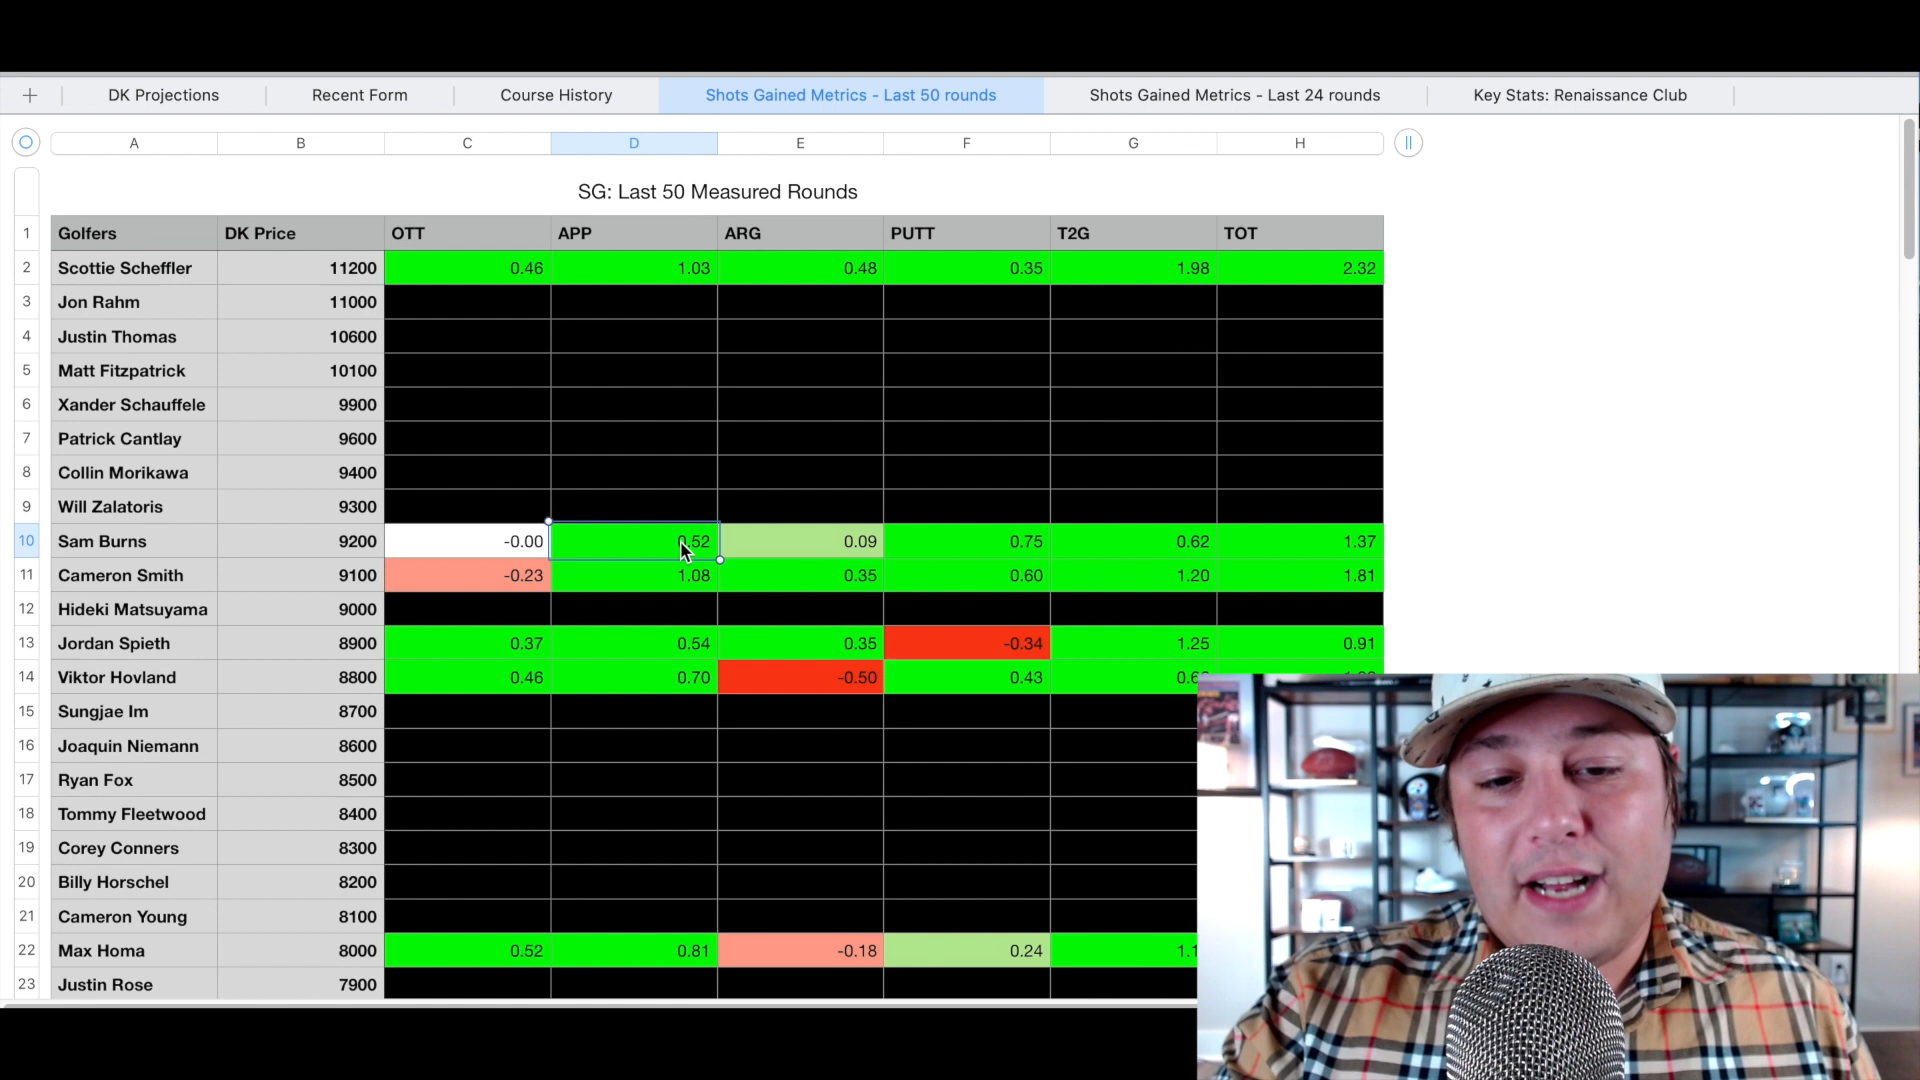 DK Projections Recent Form Course History Shots Gained Metrics - Last 50 rounds Shots Gained Metrics - Last 24 rounds Key Stats: Renaissance Club
A B C D E F G H
SG: Last 50 Measured Rounds
1 Golfers DK Price OTT APP ARG PUTT T2G TOT
2 Scottie Scheffler 11200 0.46 1.03 0.48 0.35 1.98 2.32
3 Jon Rahm 11000
4 Justin Thomas 10600
5 Matt Fitzpatrick 10100
6 Xander Schauffele 9900
7 Patrick Cantlay 9600
8 Collin Morikawa 9400
9 Will Zalatoris 9300
10 Sam Burns 9200 -0.00 0.52 0.09 0.75 0.62 1.37
11 Cameron Smith 9100 -0.23 1.08 0.35 0.60 1.20 1.81
12 Hideki Matsuyama 9000
13 Jordan Spieth 8900 0.37 0.54 0.35 -0.34 1.25 0.91
14 Viktor Hovland 8800 0.46 0.70 -0.50 0.43
15 Sungjae Im 8700
16 Joaquin Niemann 8600
17 Ryan Fox 8500
18 Tommy Fleetwood 8400
19 Corey Conners 8300
20 Billy Horschel 8200
21 Cameron Young 8100
22 Max Homa 8000 0.52 0.81 -0.18 0.24
23 Justin Rose 7900